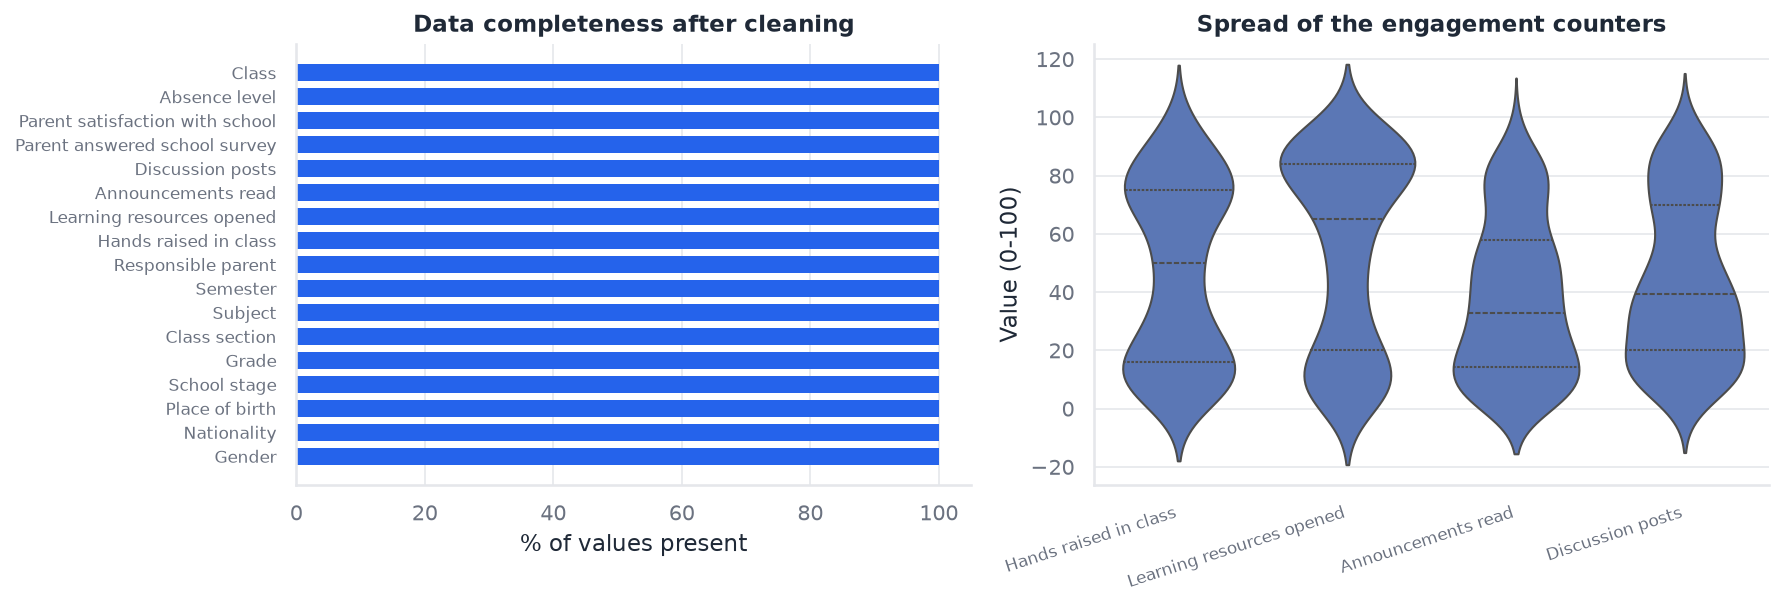 Data completeness after cleaning
Class
Absence level
Parent satisfaction with school
Parent answered school survey
Discussion posts
Announcements read
Learning resources opened
Hands raised in class
Responsible parent
Semester
Subject
Class section
Grade
School stage
Place of birth
Nationality
Gender
0 20 40 60 80 100
% of values present
Spread of the engagement counters
Value (0-100)
120
100
80
60
40
20
0
−20
Hands raised in class
Learning resources opened
Announcements read
Discussion posts